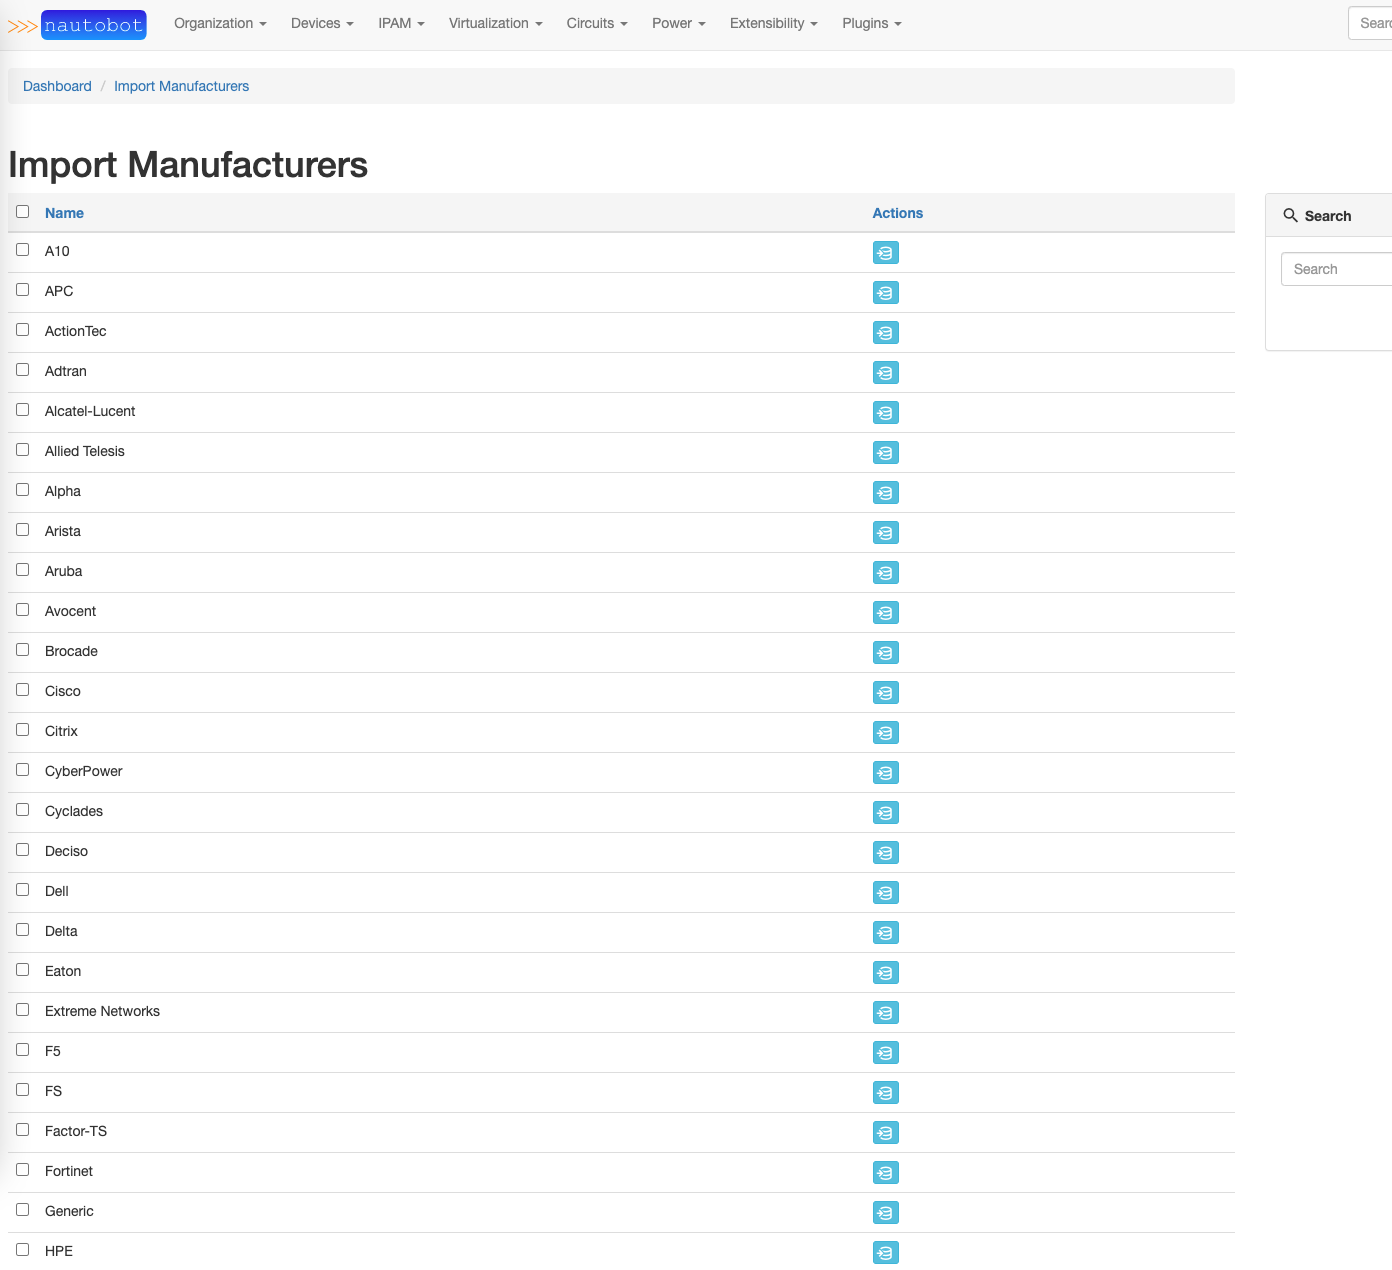 >>> nautobot Organization Devices IPAM Virtualization Circuits Power Extensibility Plugins
Dashboard / Import Manufacturers
Import Manufacturers
Name Actions
Search
Search
A10
APC
ActionTec
Adtran
Alcatel-Lucent
Allied Telesis
Alpha
Arista
Aruba
Avocent
Brocade
Cisco
Citrix
CyberPower
Cyclades
Deciso
Dell
Delta
Eaton
Extreme Networks
F5
FS
Factor-TS
Fortinet
Generic
HPE